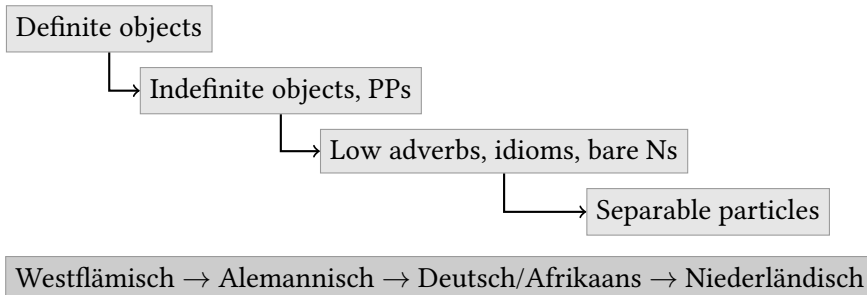 Definite objects
Indefinite objects, PPs
Low adverbs, idioms, bare Ns
Separable particles
Westflämisch → Alemannisch → Deutsch/Afrikaans → Niederländisch